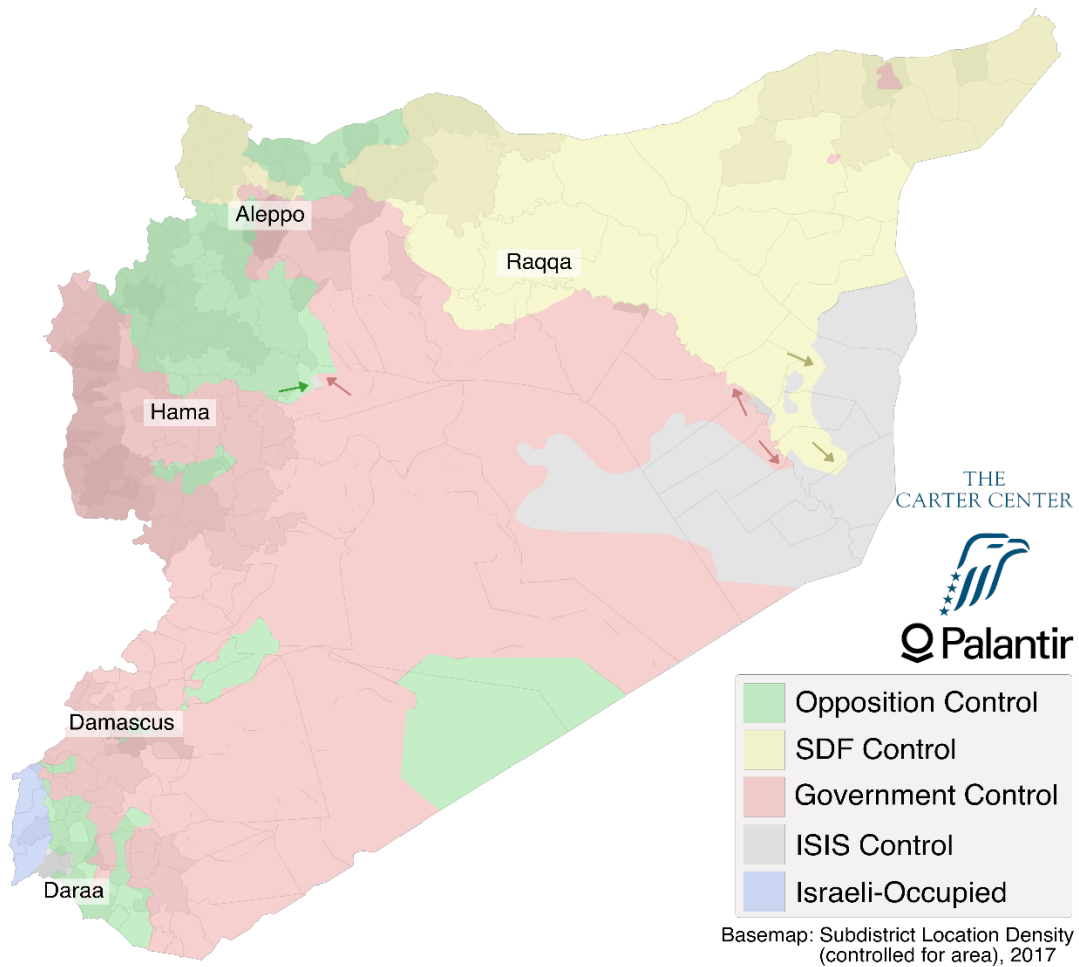 Aleppo
Raqqa
Hama
THE
CARTER CENTER
Palantir
Damascus
Daraa
Opposition Control
SDF Control
Government Control
ISIS Control
Israeli-Occupied
Basemap: Subdistrict Location Density
(controlled for area), 2017